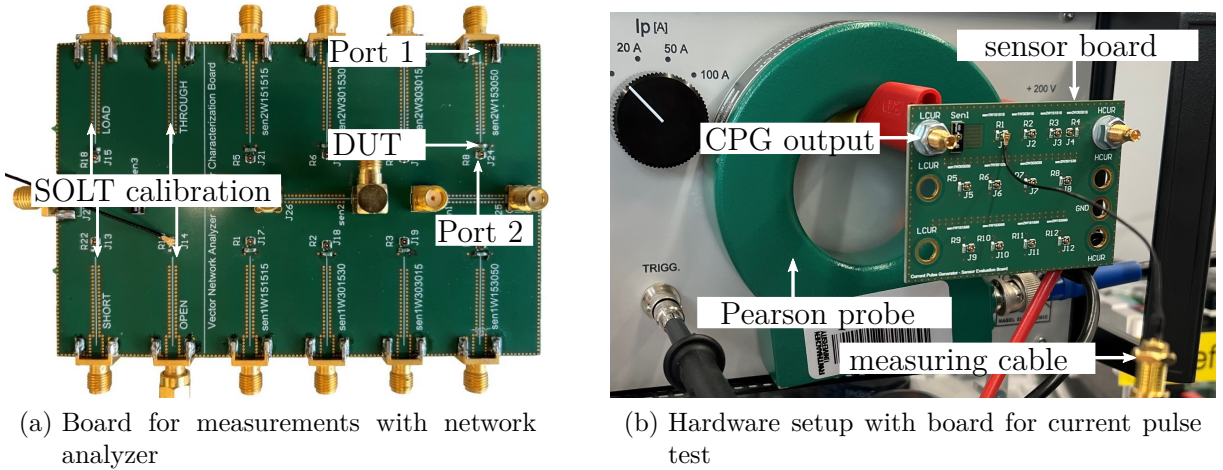 Port 1
LOAD
THROUGH
sen2W151515
sen2W301530
sen2W303015
sen2W153050
DUT
R18
J15
R5
J21
R6
R8
J24
SOLT calibration
Vector Network Analyzer
Characterization Board
J26
sen2
Port 2
R22
J13
J14
R1
J17
R2
J18
R3
J19
SHORT
OPEN
sen1W151515
sen1W301530
sen1W303015
sen1W153050
(a) Board for measurements with network
analyzer
Ip [A]
20 A
50 A
100 A
sensor board
+ 200 V
CPG output
LCUR
Sen1
R1
R2
R3
R4
HCUR
J2
J3
J4
LCUR
HCUR
R5
R6
R7
R8
J5
J6
J7
J8
GND
LCUR
R9
R10
R11
R12
J9
J10
J11
J12
HCUR
Current Pulse Generator - Sensor Evaluation Board
TRIGG.
Pearson probe
measuring cable
RWTH AACHEN
UNIVERSITY
(b) Hardware setup with board for current pulse
test